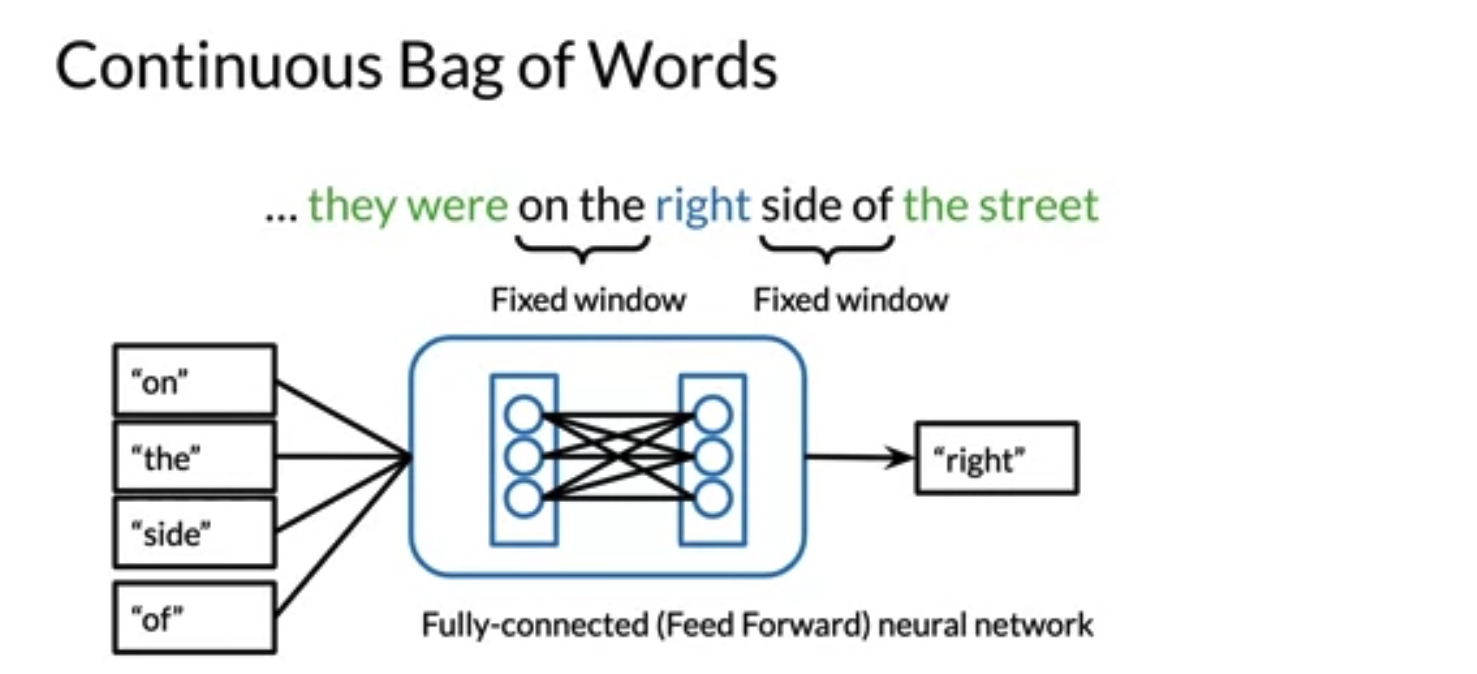 Continuous Bag of Words
... they were on the right side of the street
Fixed window Fixed window
“on”
“the”
“side”
“of”
“right”
Fully-connected (Feed Forward) neural network